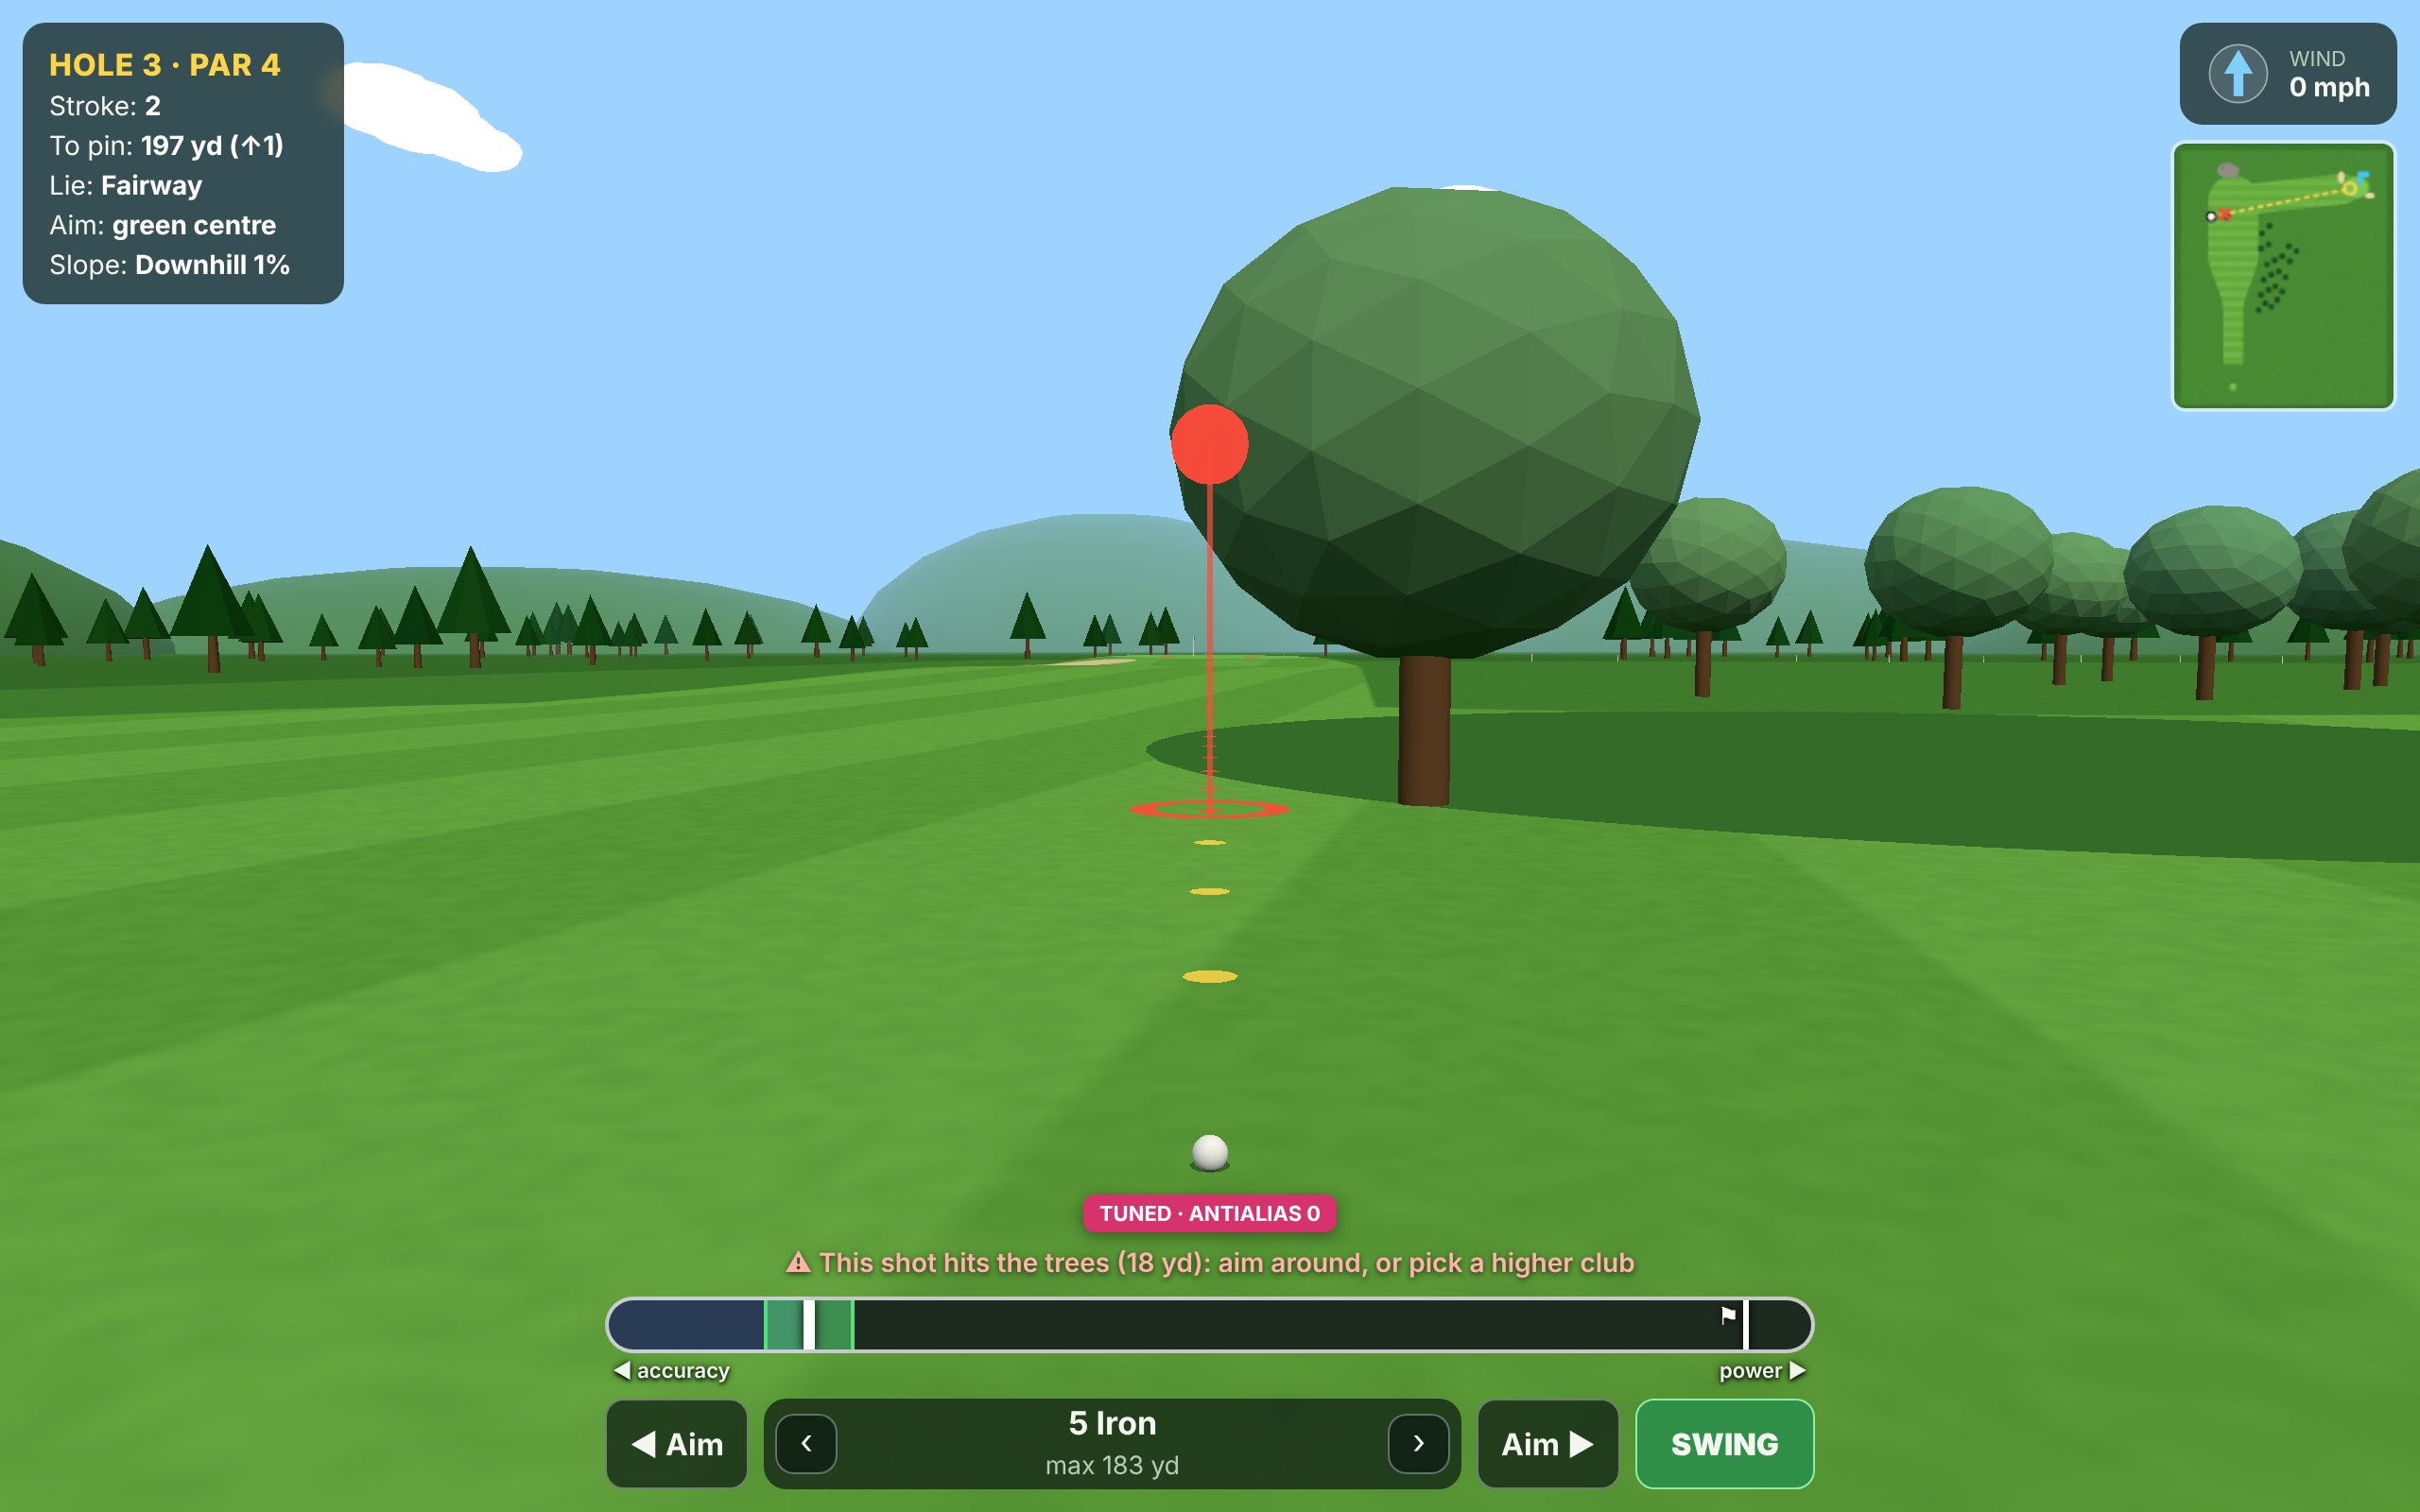 HOLE 3 · PAR 4
Stroke: 2
To pin: 197 yd (↑1)
Lie: Fairway
Aim: green centre
Slope: Downhill 1%
WIND
0 mph
TUNED · ANTIALIAS 0
⚠ This shot hits the trees (18 yd): aim around, or pick a higher club
◀ accuracy
power ▶
◀ Aim
‹
5 Iron
max 183 yd
›
Aim ▶
SWING